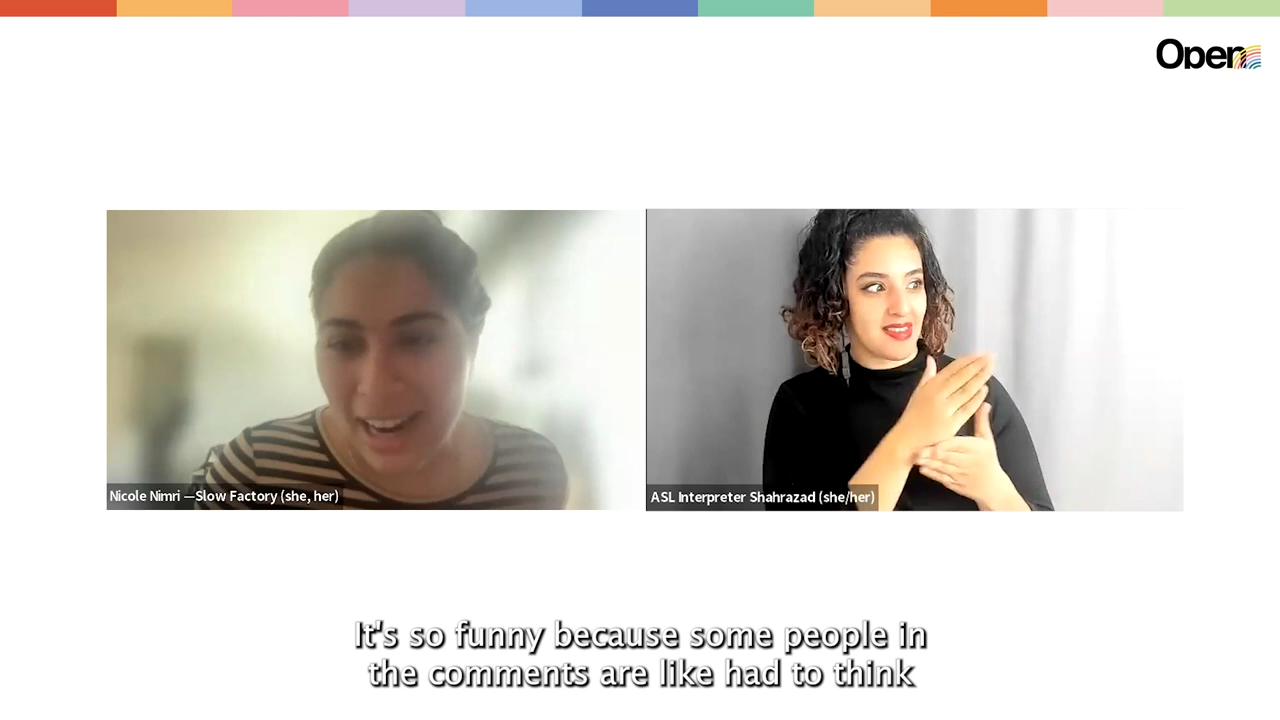 Open
Nicole Nimri —Slow Factory (she, her)
ASL Interpreter Shahrazad (she/her)
It's so funny because some people in
the comments are like had to think